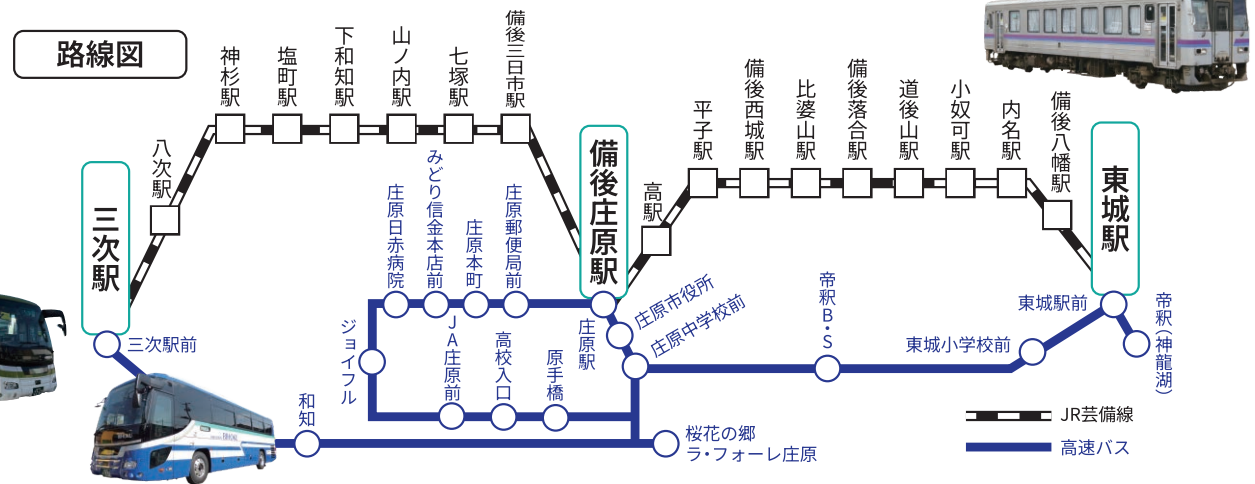 路線図
三次駅
八次駅
神杉駅
塩町駅
下和知駅
山ノ内駅
七塚駅
備後三日市駅
備後庄原駅
高駅
平子駅
備後西城駅
比婆山駅
備後落合駅
道後山駅
小奴可駅
内名駅
備後八幡駅
東城駅
三次駅前
和知
桜花の郷
ラ・フォーレ庄原
庄原日赤病院
みどり信金本店前
庄原本町
庄原郵便局前
庄原駅
ジョイフル
JA庄原前
高校入口
原手橋
庄原市役所
庄原中学校前
帝釈B・S
東城小学校前
東城駅前
帝釈(神龍湖)
JR芸備線
高速バス